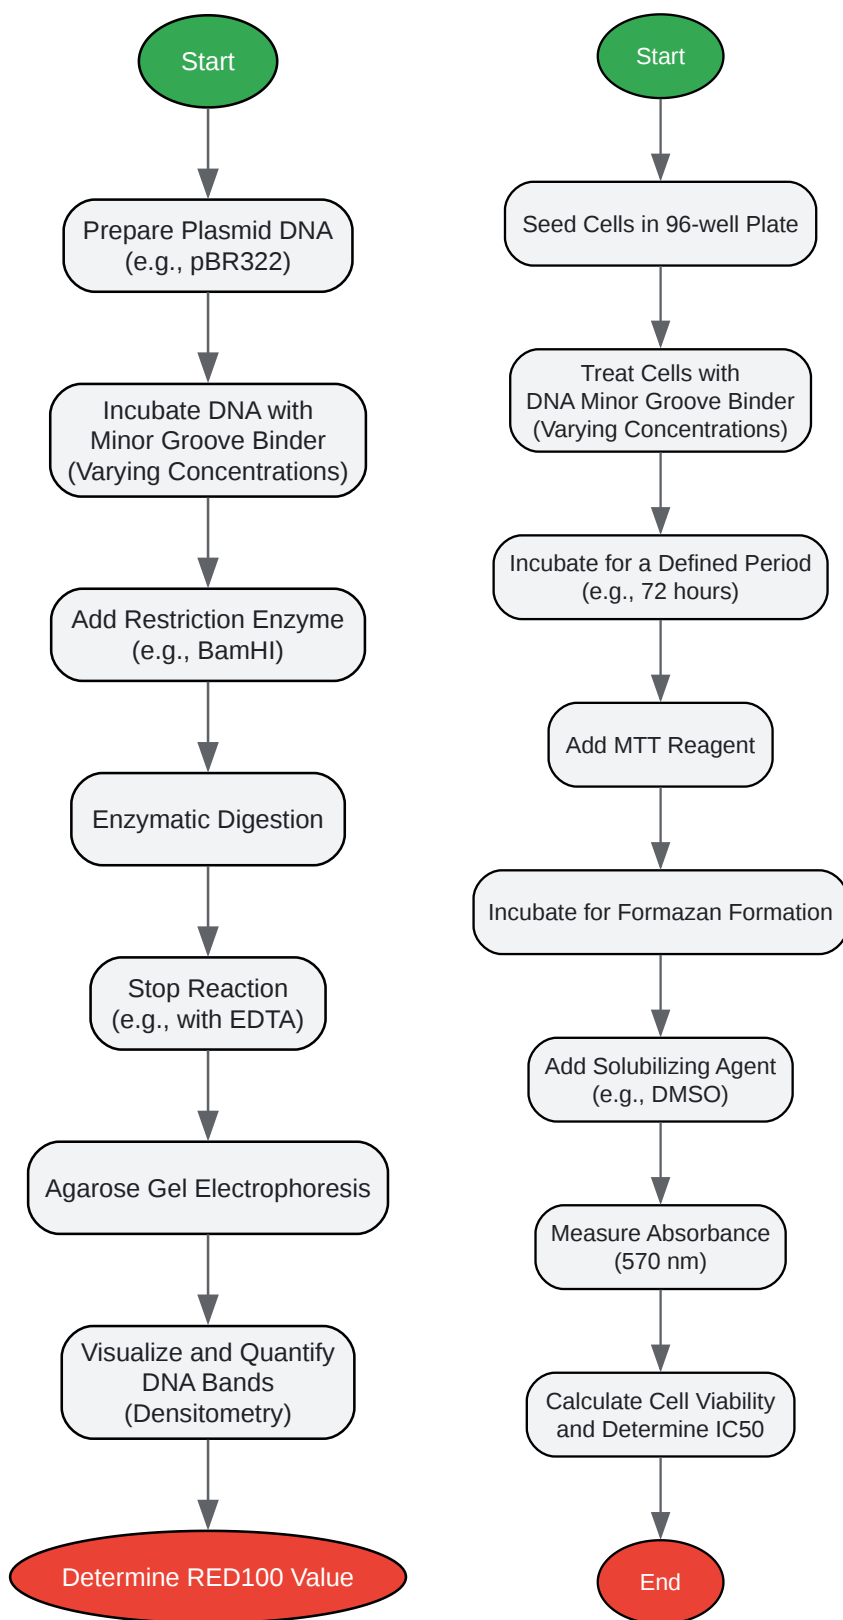 Start
Prepare Plasmid DNA
(e.g., pBR322)
Incubate DNA with
Minor Groove Binder
(Varying Concentrations)
Add Restriction Enzyme
(e.g., BamHI)
Enzymatic Digestion
Stop Reaction
(e.g., with EDTA)
Agarose Gel Electrophoresis
Visualize and Quantify
DNA Bands
(Densitometry)
Determine RED100 Value
Start
Seed Cells in 96-well Plate
Treat Cells with
DNA Minor Groove Binder
(Varying Concentrations)
Incubate for a Defined Period
(e.g., 72 hours)
Add MTT Reagent
Incubate for Formazan Formation
Add Solubilizing Agent
(e.g., DMSO)
Measure Absorbance
(570 nm)
Calculate Cell Viability
and Determine IC50
End